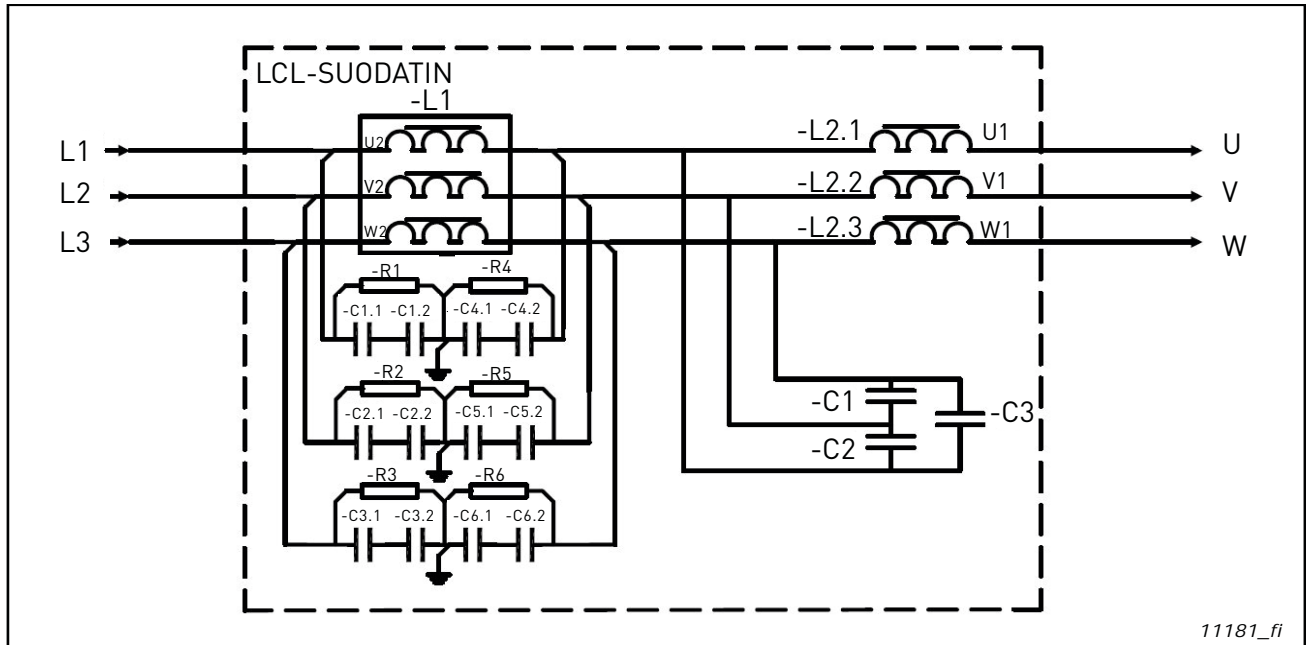 LCL-SUODATIN
-L1
L1
U2
-L2.1
U1
U
L2
V2
-L2.2
V1
V
L3
W2
-L2.3
W1
W
-R1
-R4
-C1.1
-C1.2
-C4.1
-C4.2
-R2
-R5
-C2.1
-C2.2
-C5.1
-C5.2
-C1
-C3
-C2
-R3
-R6
-C3.1
-C3.2
-C6.1
-C6.2
11181_fi